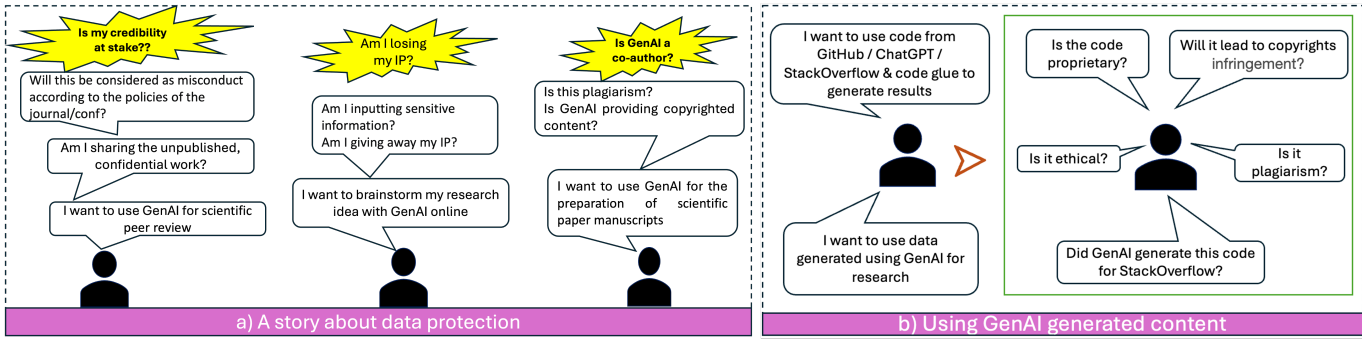 Is my credibility
at stake??
Will this be considered as misconduct
according to the policies of the
journal/conf?
Am I sharing the unpublished,
confidential work?
I want to use GenAI for scientific
peer review
Am I losing
my IP?
Am I inputting sensitive
information?
Am I giving away my IP?
I want to brainstorm my research
idea with GenAI online
Is GenAI a
co-author?
Is this plagiarism?
Is GenAI providing copyrighted
content?
I want to use GenAI for the
preparation of scientific
paper manuscripts
a) A story about data protection
I want to use code from
GitHub / ChatGPT /
StackOverflow & code glue to
generate results
I want to use data
generated using GenAI for
research
Is the code
proprietary?
Will it lead to copyrights
infringement?
Is it ethical?
Is it
plagiarism?
Did GenAI generate this code
for StackOverflow?
b) Using GenAI generated content